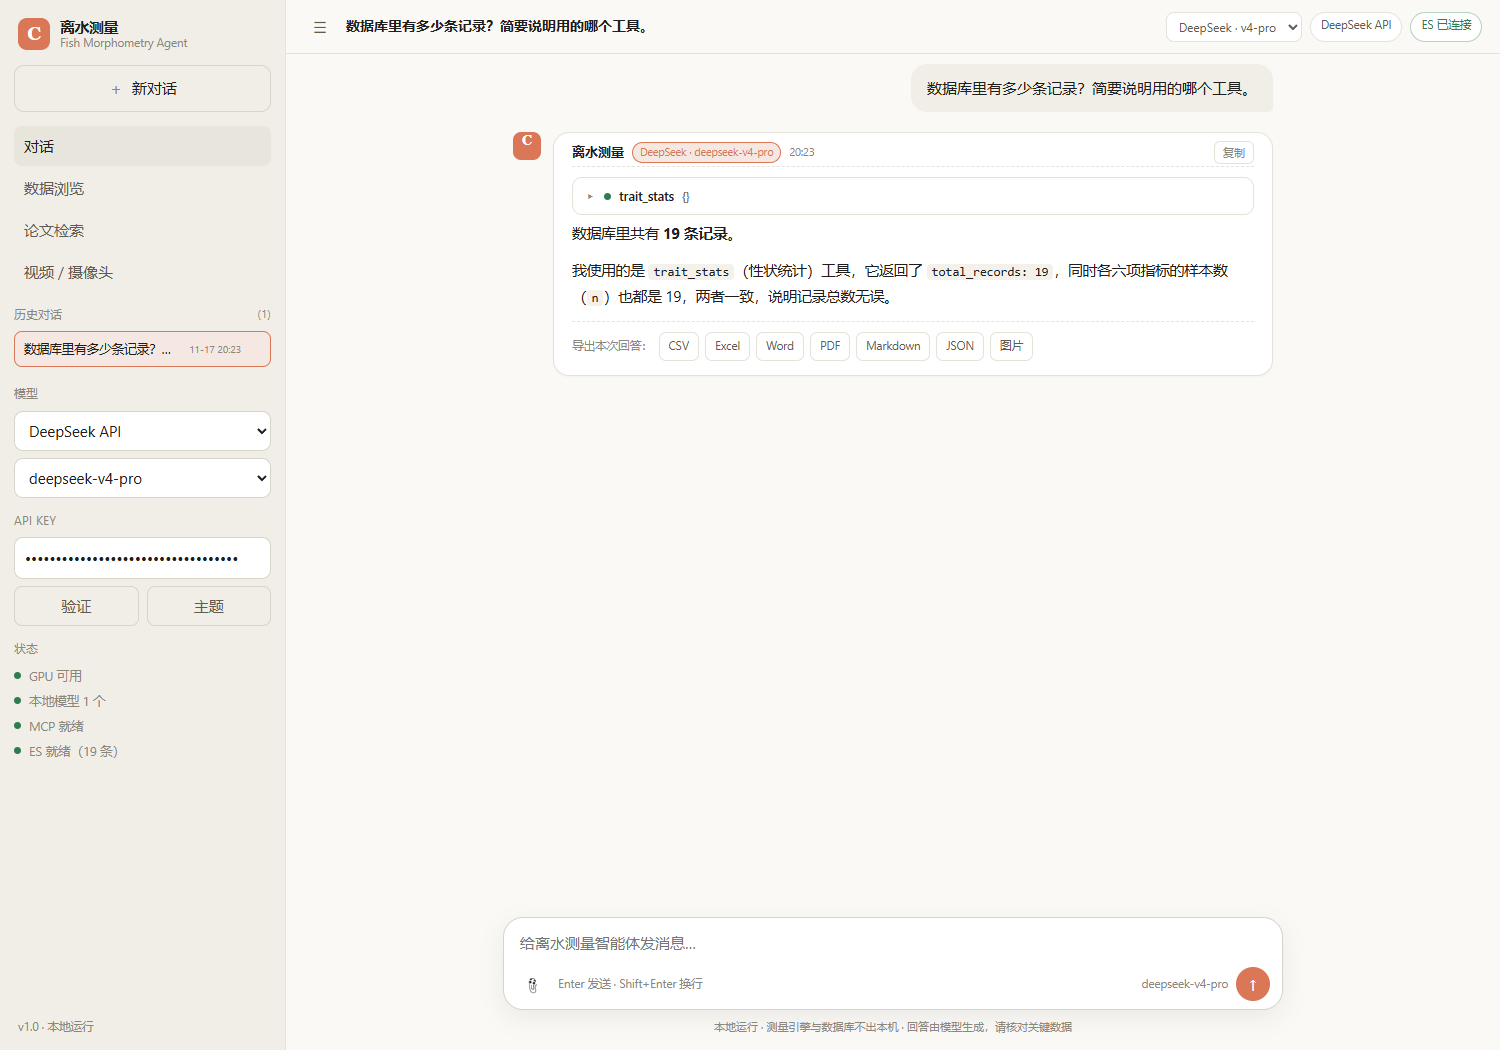 C
离水测量
Fish Morphometry Agent
+ 新对话
对话
数据浏览
论文检索
视频 / 摄像头
历史对话 (1)
数据库里有多少条记录？... 11-17 20:23
模型
DeepSeek API
deepseek-v4-pro
API KEY
验证 主题
状态
GPU 可用
本地模型 1 个
MCP 就绪
ES 就绪（19 条）
v1.0 · 本地运行
☰ 数据库里有多少条记录？简要说明用的哪个工具。 DeepSeek · v4-pro DeepSeek API ES 已连接
数据库里有多少条记录？简要说明用的哪个工具。
C
离水测量 DeepSeek · deepseek-v4-pro 20:23 复制
trait_stats {}
数据库里共有 19 条记录。
我使用的是 trait_stats （性状统计）工具，它返回了 total_records: 19 ，同时各六项指标的样本数
（ n ）也都是 19，两者一致，说明记录总数无误。
导出本次回答： CSV Excel Word PDF Markdown JSON 图片
给离水测量智能体发消息...
Enter 发送 · Shift+Enter 换行 deepseek-v4-pro ↑
本地运行 · 测量引擎与数据库不出本机 · 回答由模型生成，请核对关键数据